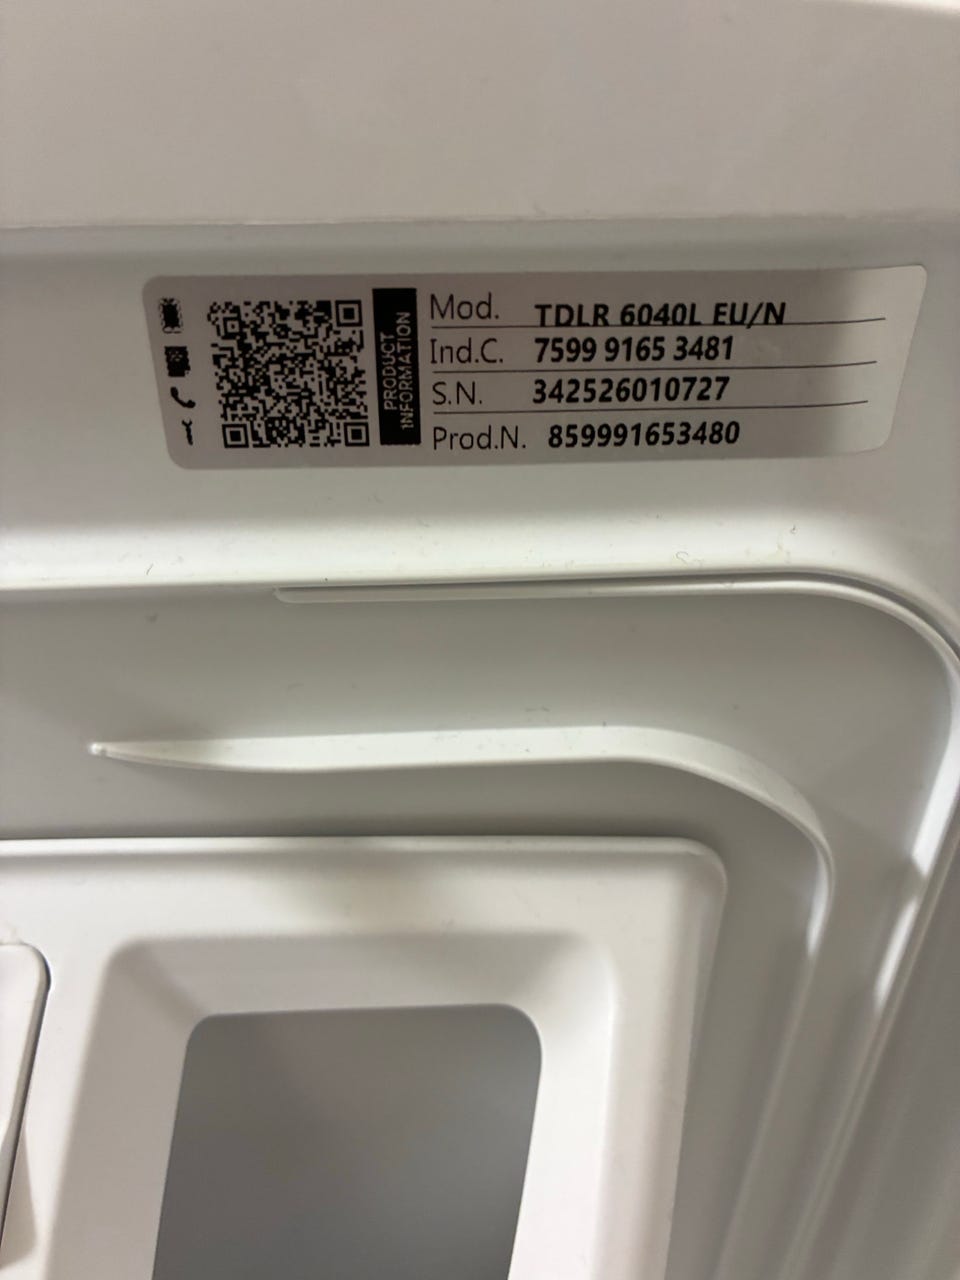 PRODUCT
INFORMATION
Mod. TDLR 6040L EU/N
Ind.C. 7599 9165 3481
S.N. 342526010727
Prod.N. 859991653480